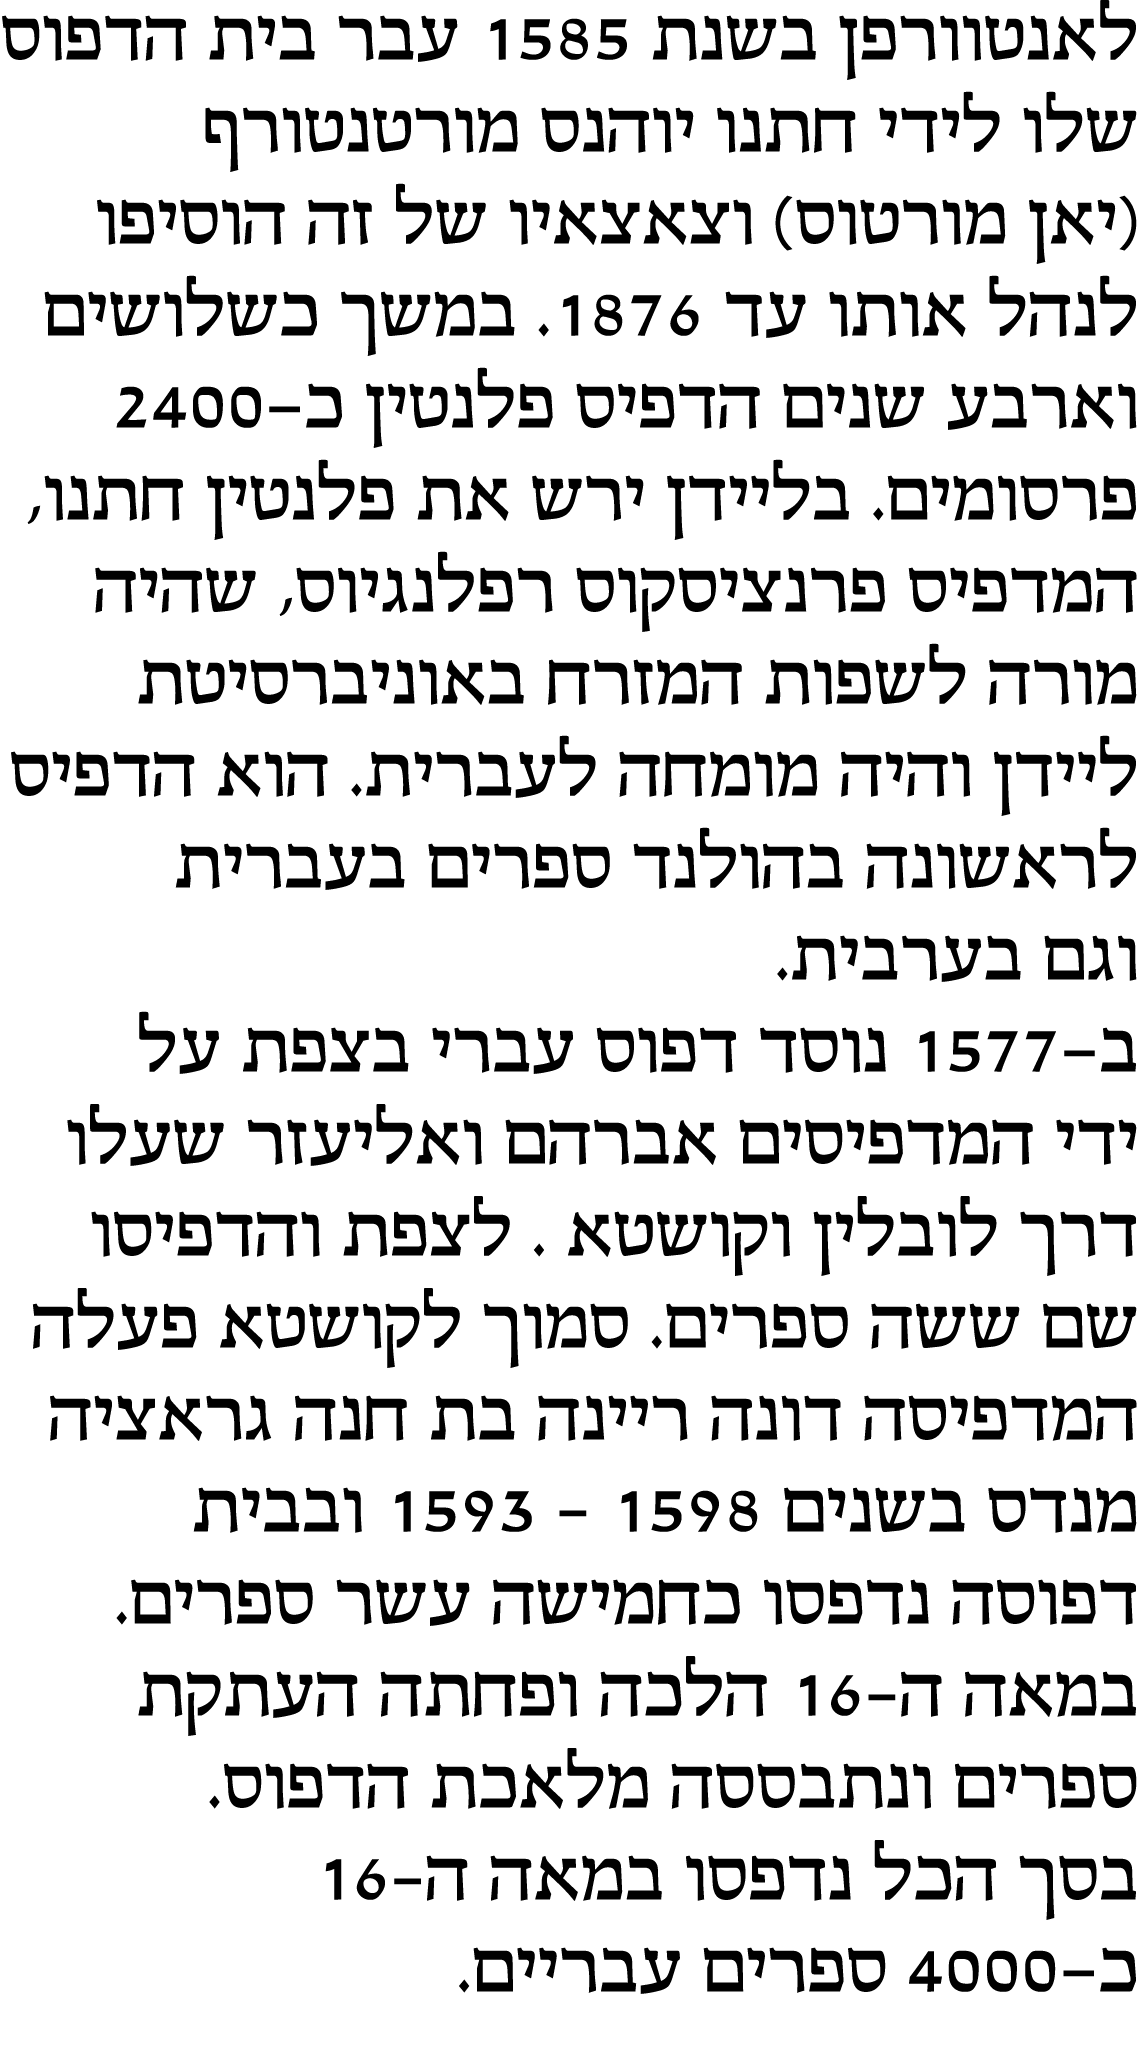 לאנטוורפן בשנת 1585 עבר בית הדפוס
שלו לידי חתנו יוהנס מורטנטורף
(יאן מורטוס) וצאצאיו של זה הוסיפו
לנהל אותו עד 1876. במשך כשלושים
וארבע שנים הדפיס פלנטין כ–2400
פרסומים. בליידן ירש את פלנטין חתנו,
המדפיס פרנציסקוס רפלנגיוס, שהיה
מורה לשפות המזרח באוניברסיטת
ליידן והיה מומחה לעברית. הוא הדפיס
לראשונה בהולנד ספרים בעברית
וגם בערבית.
ב–1577 נוסד דפוס עברי בצפת על
ידי המדפיסים אברהם ואליעזר שעלו
דרך לובלין וקושטא . לצפת והדפיסו
שם ששה ספרים. סמוך לקושטא פעלה
המדפיסה דונה ריינה בת חנה גראציה
מנדס בשנים 1598 – 1593 ובבית
דפוסה נדפסו כחמישה עשר ספרים.
במאה ה–16 הלכה ופחתה העתקת
ספרים ונתבססה מלאכת הדפוס.
בסך הכל נדפסו במאה ה–16
כ–4000 ספרים עבריים.